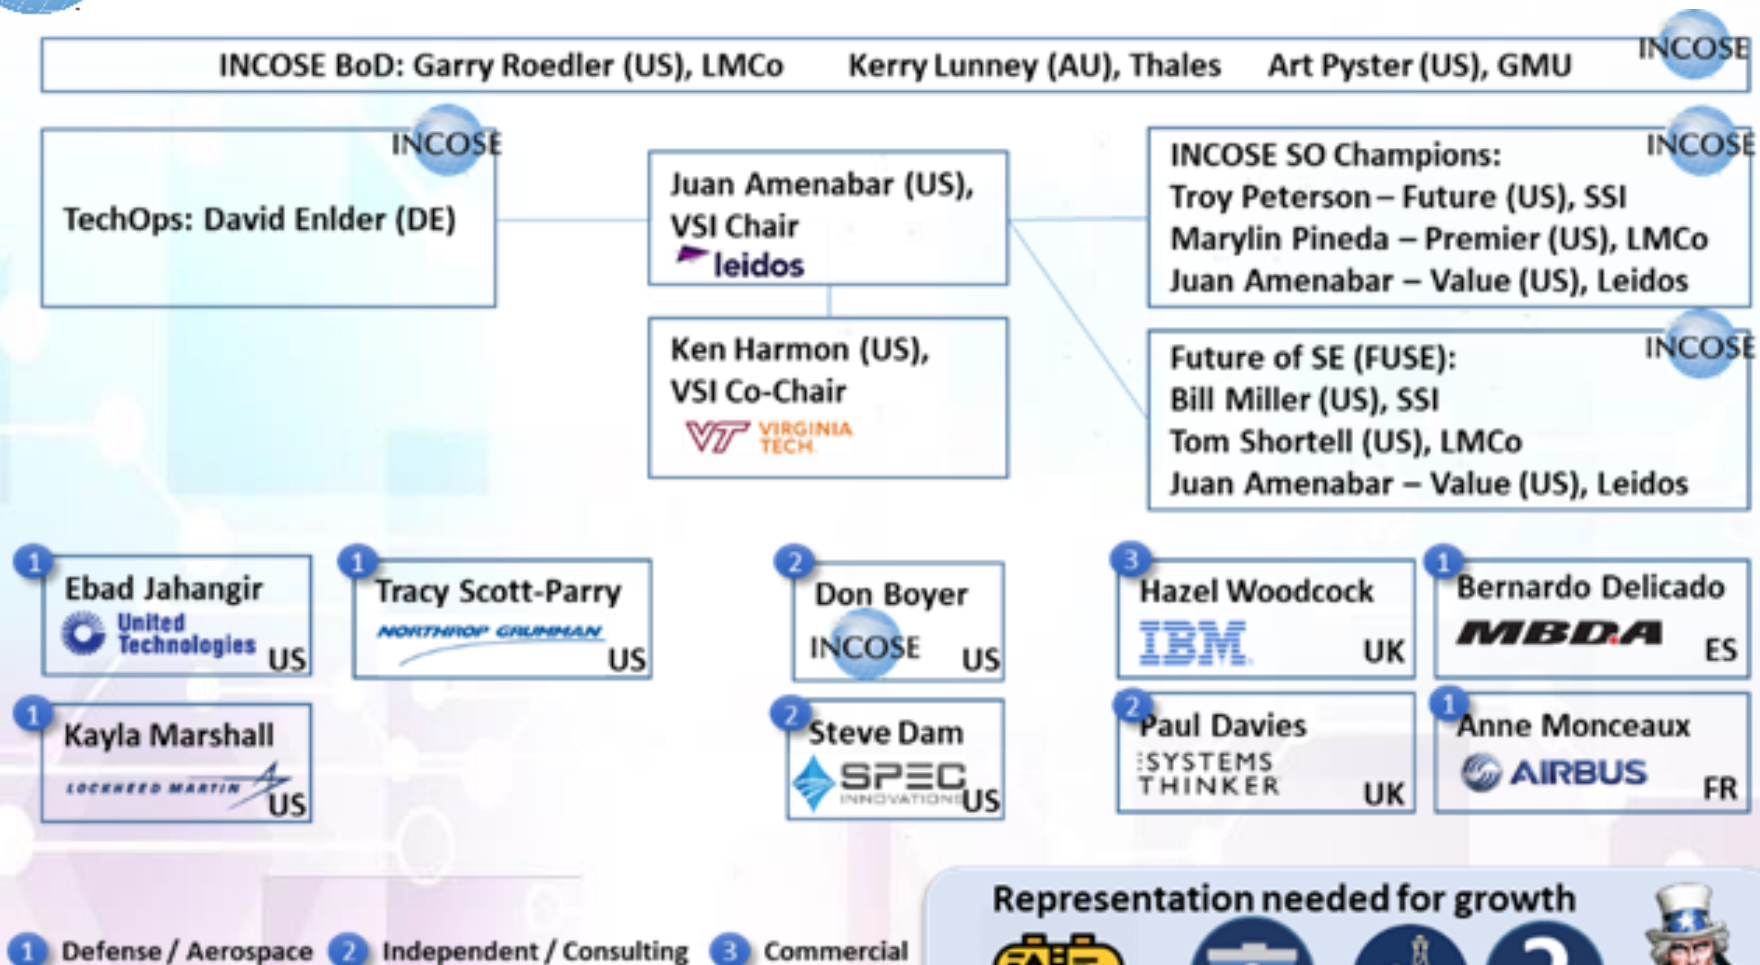 INCOSE BoD: Garry Roedler (US), LMCo Kerry Lunney (AU), Thales Art Pyster (US), GMU
INCOSE
TechOps: David Enlder (DE)
INCOSE
Juan Amenabar (US),
VSI Chair
leidos
Ken Harmon (US),
VSI Co-Chair
VT VIRGINIA
TECH.
INCOSE SO Champions:
Troy Peterson – Future (US), SSI
Marylin Pineda – Premier (US), LMCo
Juan Amenabar – Value (US), Leidos
INCOSE
Future of SE (FUSE):
Bill Miller (US), SSI
Tom Shortell (US), LMCo
Juan Amenabar – Value (US), Leidos
INCOSE
1
Ebad Jahangir
United
Technologies
US
1
Tracy Scott-Parry
NORTHROP GRUMMAN
US
2
Don Boyer
INCOSE
US
3
Hazel Woodcock
IBM
UK
1
Bernardo Delicado
MBDA
ES
1
Kayla Marshall
LOCKHEED MARTIN
US
2
Steve Dam
SPEC
INNOVATIONS
US
2
Paul Davies
:SYSTEMS
THINKER
UK
1
Anne Monceaux
AIRBUS
FR
1 Defense / Aerospace 2 Independent / Consulting 3 Commercial
Representation needed for growth
?